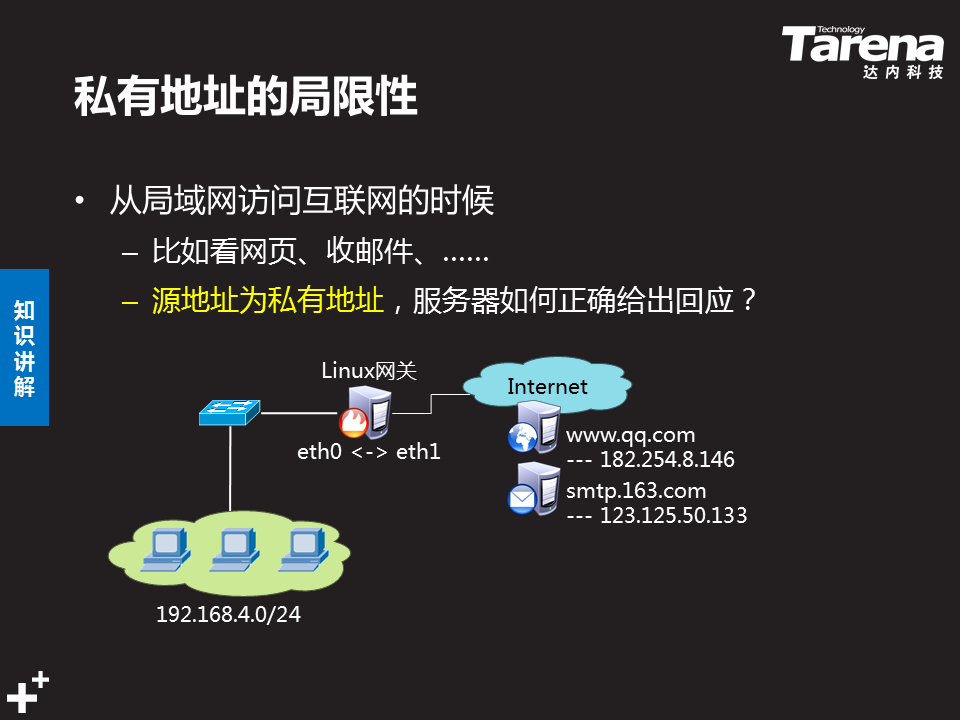 Technology
Tarena
达内科技
私有地址的局限性
• 从局域网访问互联网的时候
– 比如看网页、收邮件、……
– 源地址为私有地址，服务器如何正确给出回应？
知识讲解
Linux网关
Internet
eth0 <-> eth1
www.qq.com
--- 182.254.8.146
smtp.163.com
--- 123.125.50.133
192.168.4.0/24